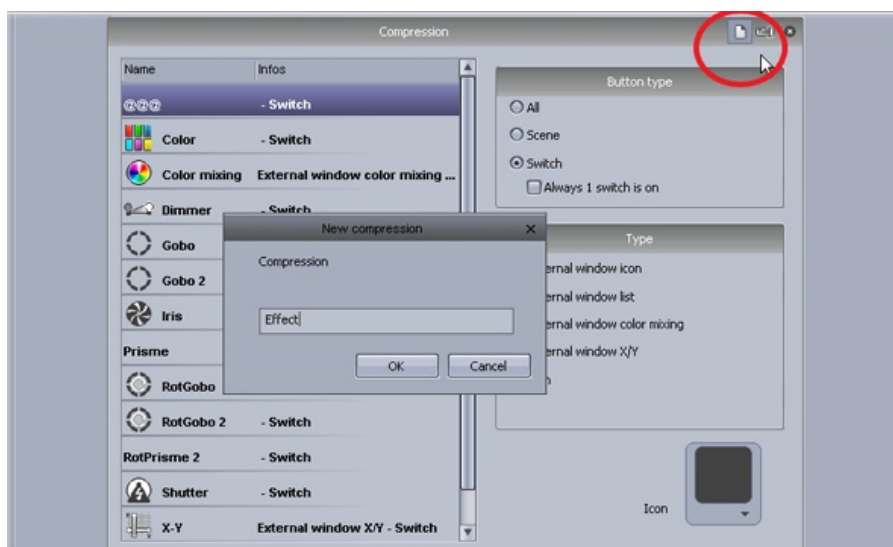 Compression
Name Infos
@@@ - Switch
Color - Switch
Color mixing External window color mixing ...
Dimmer - Switch
Gobo
Gobo 2
Iris
Prisme
RotGobo
RotGobo 2 - Switch
RotPrisme 2 - Switch
Shutter - Switch
X-Y External window X/Y - Switch
New compression
Compression
Effect
OK Cancel
Button type
All
Scene
Switch
Always 1 switch is on
Type
ernal window icon
ernal window list
ernal window color mixing
ernal window X/Y
Icon